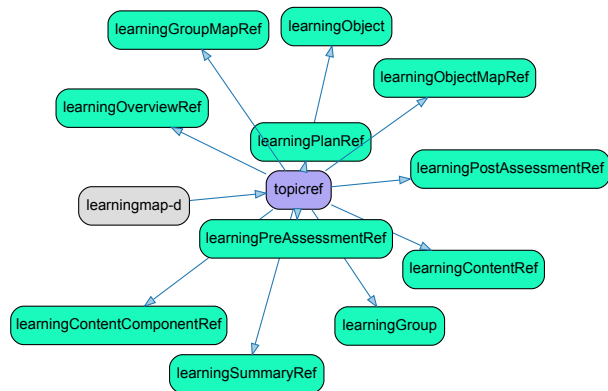 learningGroupMapRef
learningObject
learningObjectMapRef
learningOverviewRef
learningPlanRef
learningPostAssessmentRef
topicref
learningmap-d
learningPreAssessmentRef
learningContentRef
learningContentComponentRef
learningGroup
learningSummaryRef